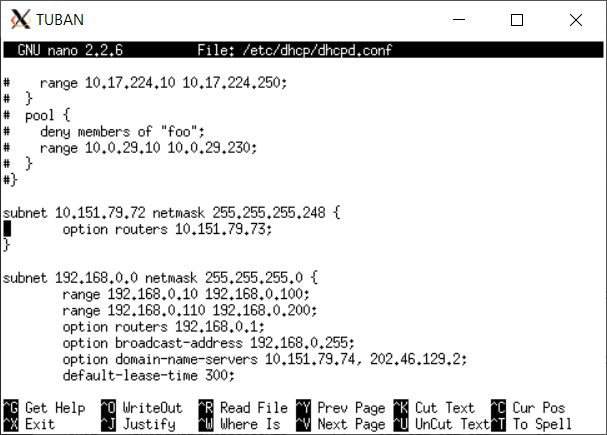 TUBAN
GNU nano 2.2.6 File: /etc/dhcp/dhcpd.conf
#    range 10.17.224.10 10.17.224.250;
#  }
#  pool {
#    deny members of "foo";
#    range 10.0.29.10 10.0.29.230;
#  }
#}
subnet 10.151.79.72 netmask 255.255.255.248 {
        option routers 10.151.79.73;
}
subnet 192.168.0.0 netmask 255.255.255.0 {
        range 192.168.0.10 192.168.0.100;
        range 192.168.0.110 192.168.0.200;
        option routers 192.168.0.1;
        option broadcast-address 192.168.0.255;
        option domain-name-servers 10.151.79.74, 202.46.129.2;
        default-lease-time 300;
^G Get Help  ^O WriteOut  ^R Read File ^Y Prev Page ^K Cut Text  ^C Cur Pos
^X Exit      ^J Justify   ^W Where Is  ^V Next Page ^U UnCut Text^T To Spell